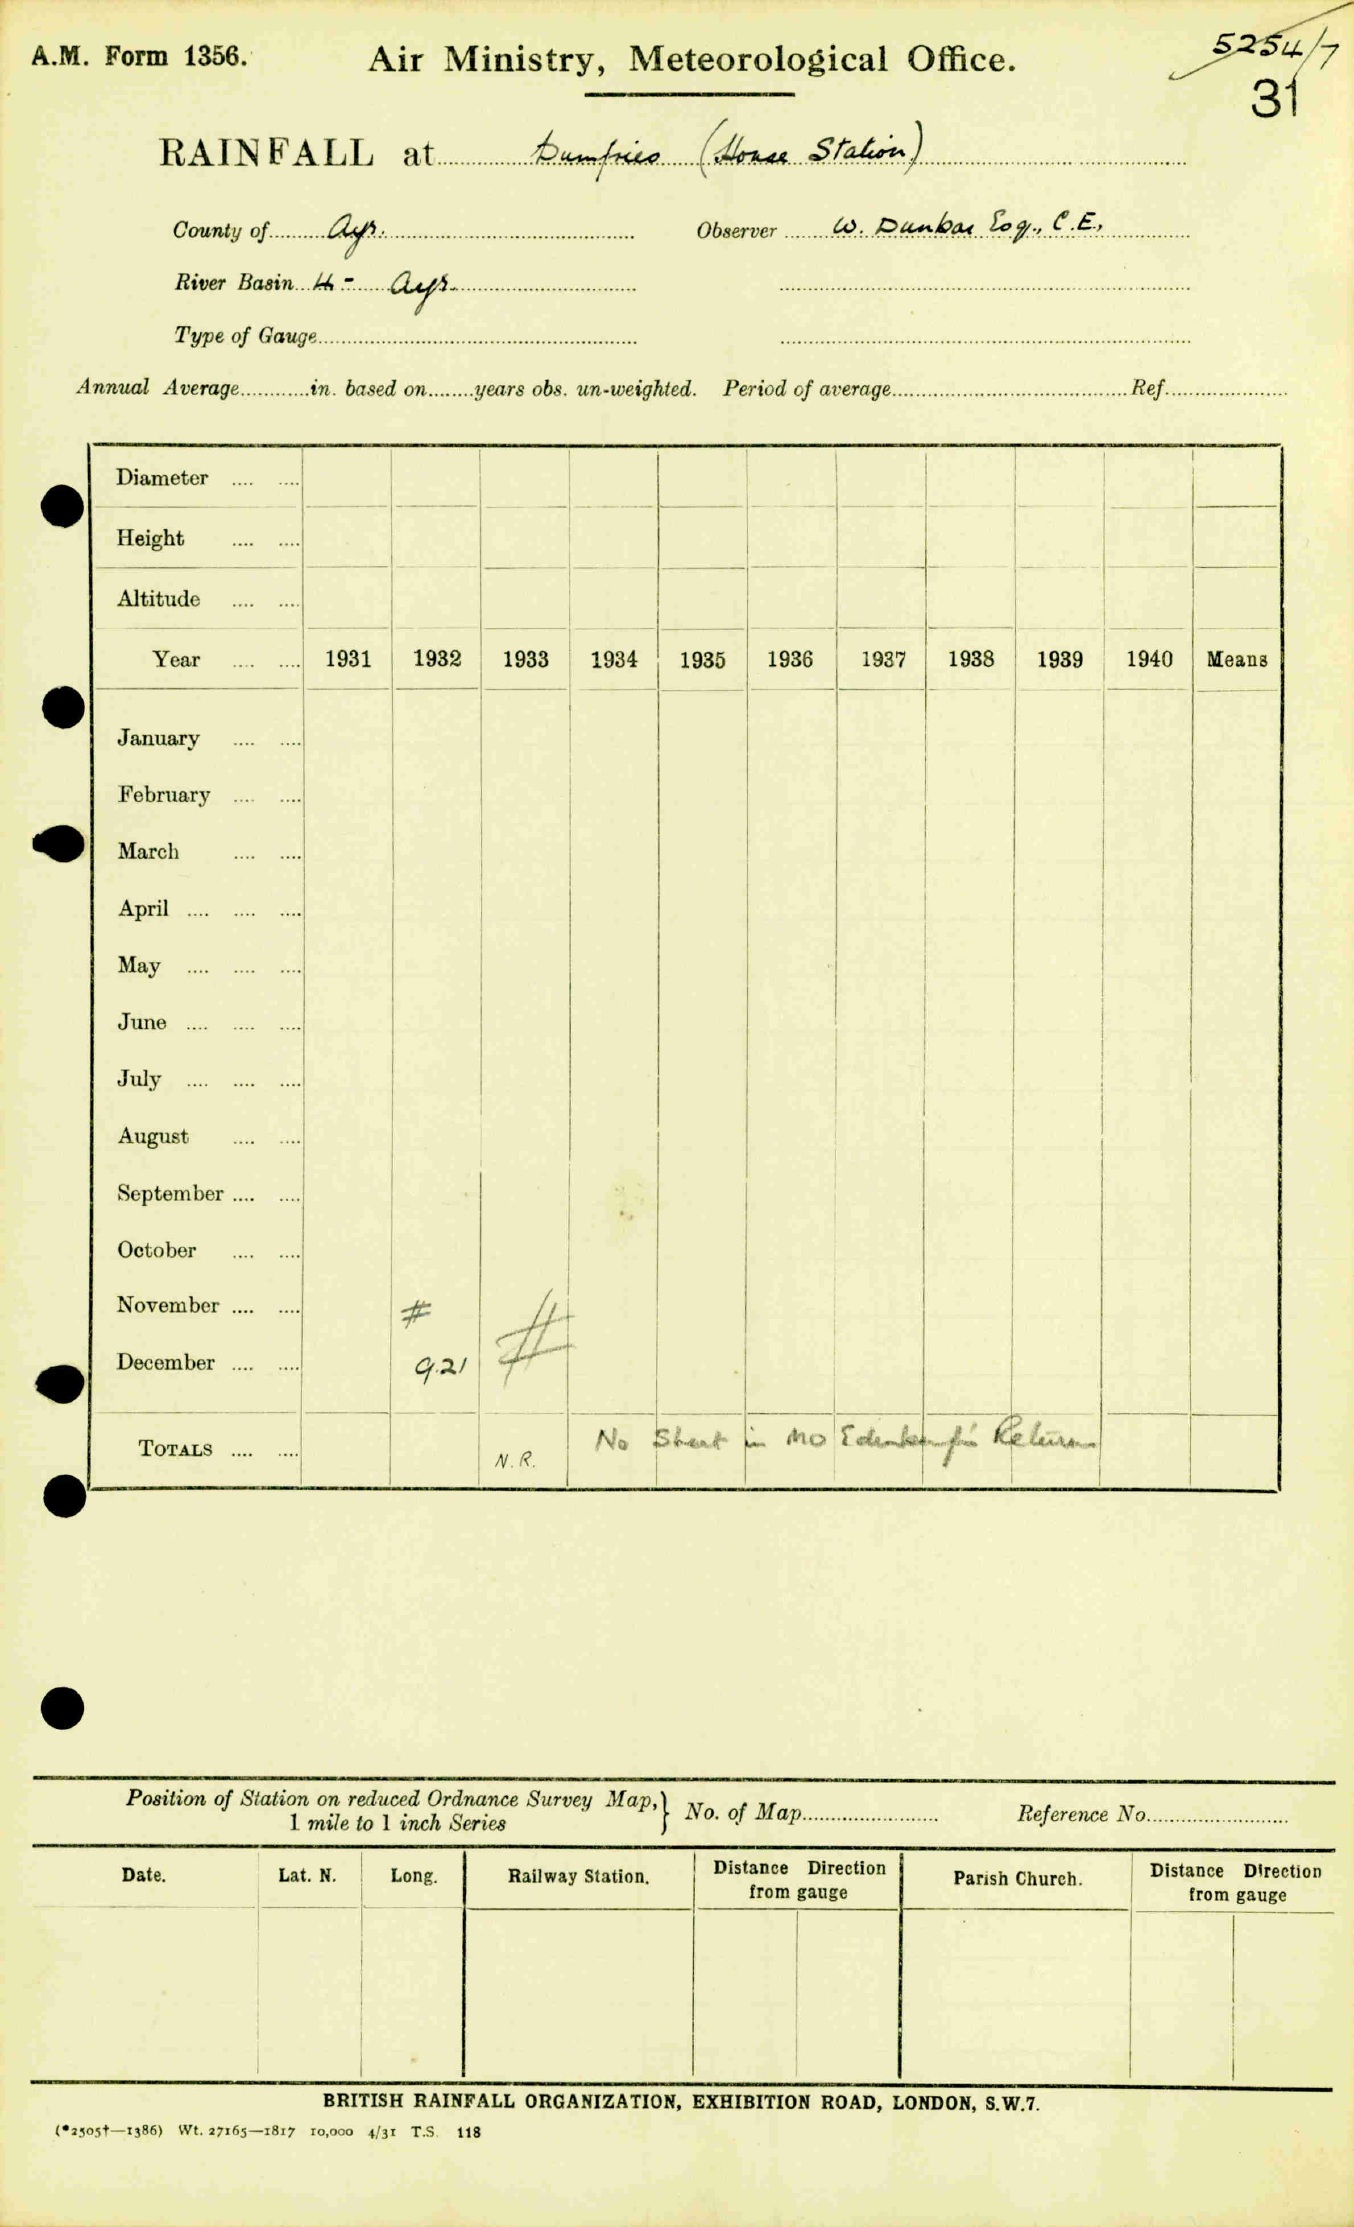 A.M. Form 1356. Air Ministry, Meteorological Office. 5254/7
31
RAINFALL at Dumfries (House Station)
County of Ayr. Observer W. Dunbar Esq., C.E.,
River Basin 4 - Ayr.
Type of Gauge
Annual Average in. based on years obs. un-weighted. Period of average Ref.
Diameter
Height
Altitude
Year 1931 1932 1933 1934 1935 1936 1937 1938 1939 1940 Means
January
February
March
April
May
June
July
August
September
October
November #
#
December 9.21
TOTALS N.R. No Sheet in MO Edinburgh Returns
Position of Station on reduced Ordnance Survey Map,
1 mile to 1 inch Series } No. of Map Reference No.
Date. Lat. N. Long. Railway Station. Distance Direction from gauge Parish Church. Distance Direction from gauge
BRITISH RAINFALL ORGANIZATION, EXHIBITION ROAD, LONDON, S.W.7.
(*2505†—1386) Wt. 27165—1817 10,000 4/31 T.S. 118